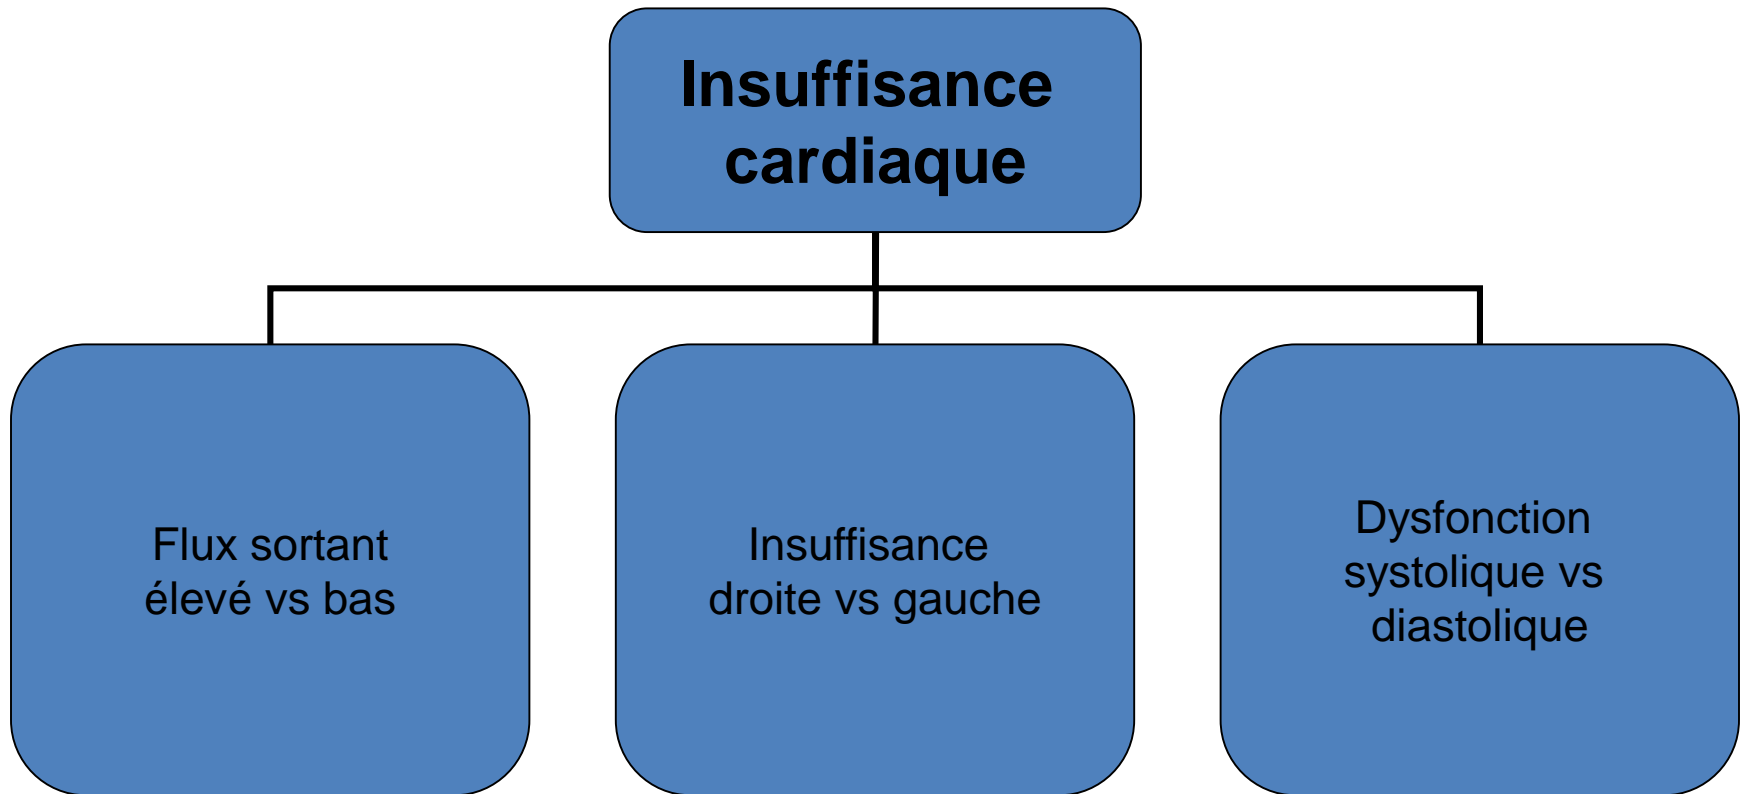 Insuffisance
cardiaque
Flux sortant
élevé vs bas
Insuffisance
droite vs gauche
Dysfonction
systolique vs
diastolique